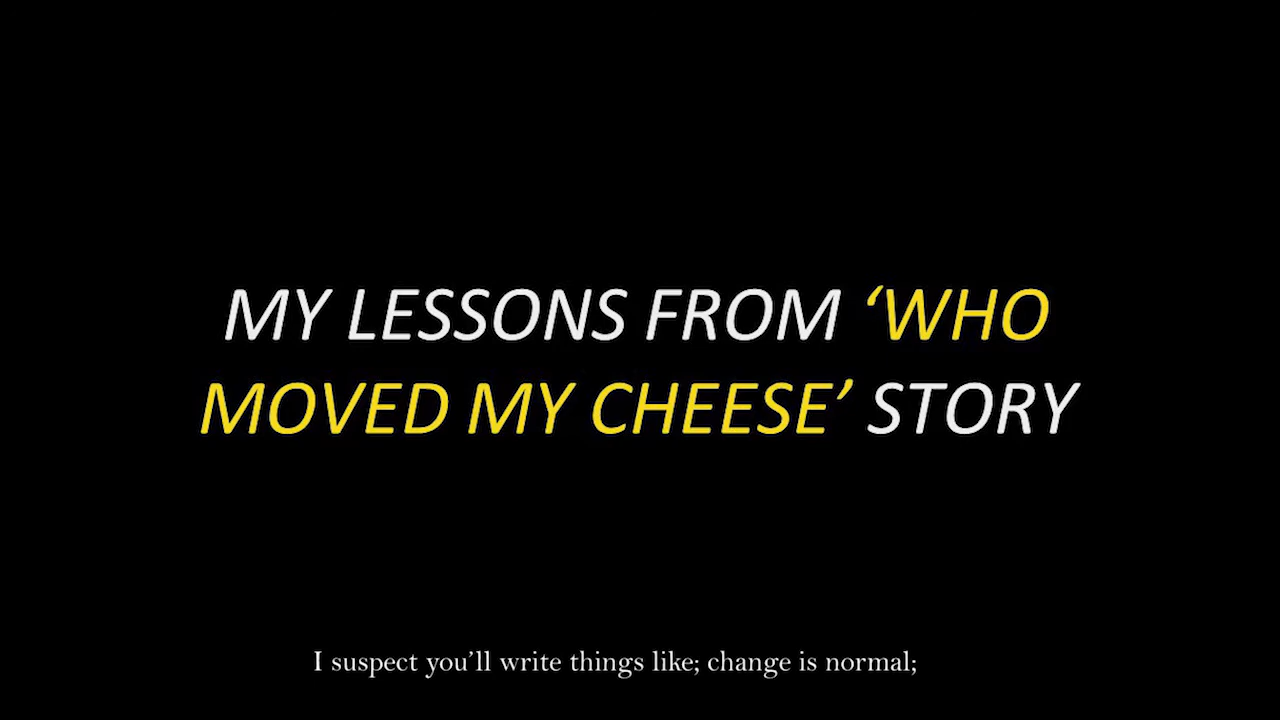 MY LESSONS FROM ‘WHO
MOVED MY CHEESE’ STORY
I suspect you’ll write things like; change is normal;